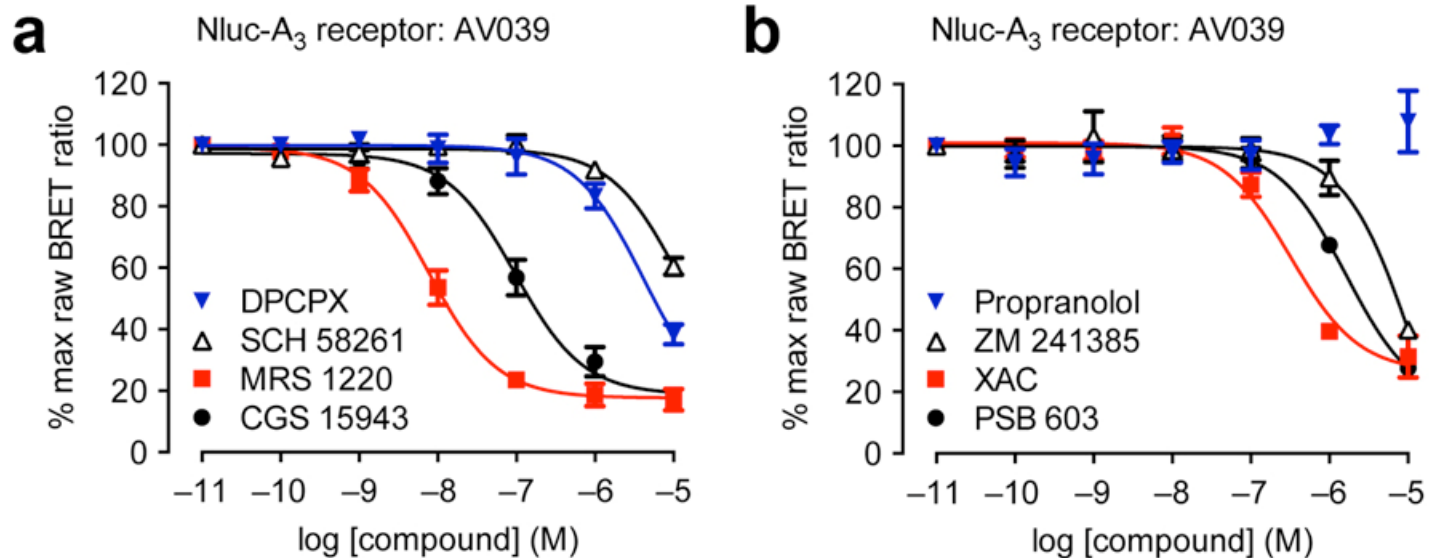 a
Nluc-A3 receptor: AV039
% max raw BRET ratio
120
100
80
60
40
20
0
DPCPX
SCH 58261
MRS 1220
CGS 15943
–11 –10 –9 –8 –7 –6 –5
log [compound] (M)
b
Nluc-A3 receptor: AV039
% max raw BRET ratio
120
100
80
60
40
20
0
Propranolol
ZM 241385
XAC
PSB 603
–11 –10 –9 –8 –7 –6 –5
log [compound] (M)